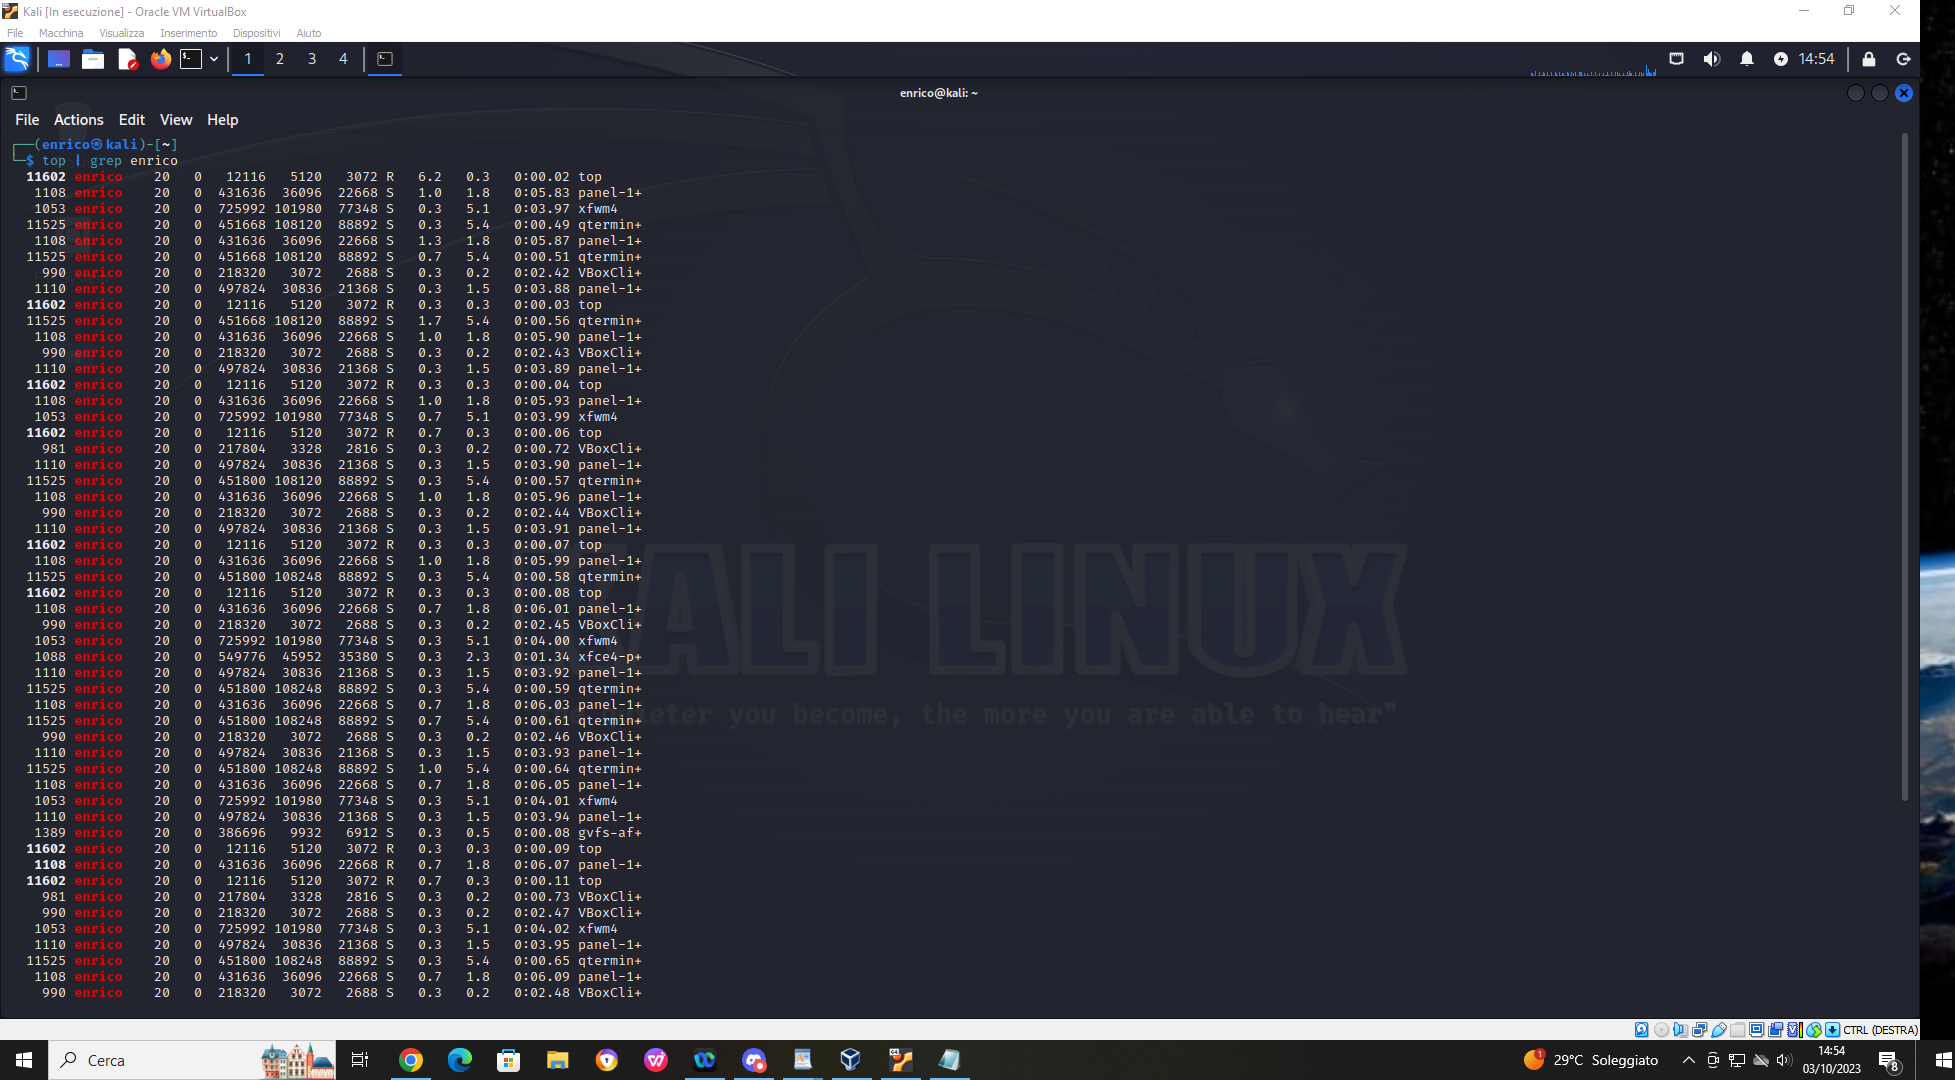 Kali [In esecuzione] - Oracle VM VirtualBox
File Macchina Visualizza Inserimento Dispositivi Aiuto
1 2 3 4 14:54
enrico@kali: ~
File Actions Edit View Help
┌──(enrico㉿kali)-[~]
└─$ top | grep enrico
11602 enrico 20 0 12116 5120 3072 R 6.2 0.3 0:00.02 top
1108 enrico 20 0 431636 36096 22668 S 1.0 1.8 0:05.83 panel-1+
1053 enrico 20 0 725992 101980 77348 S 0.3 5.1 0:03.97 xfwm4
11525 enrico 20 0 451668 108120 88892 S 0.3 5.4 0:00.49 qtermin+
1108 enrico 20 0 431636 36096 22668 S 1.3 1.8 0:05.87 panel-1+
11525 enrico 20 0 451668 108120 88892 S 0.7 5.4 0:00.51 qtermin+
990 enrico 20 0 218320 3072 2688 S 0.3 0.2 0:02.42 VBoxCli+
1110 enrico 20 0 497824 30836 21368 S 0.3 1.5 0:03.88 panel-1+
11602 enrico 20 0 12116 5120 3072 R 0.3 0.3 0:00.03 top
11525 enrico 20 0 451668 108120 88892 S 1.7 5.4 0:00.56 qtermin+
1108 enrico 20 0 431636 36096 22668 S 1.0 1.8 0:05.90 panel-1+
990 enrico 20 0 218320 3072 2688 S 0.3 0.2 0:02.43 VBoxCli+
1110 enrico 20 0 497824 30836 21368 S 0.3 1.5 0:03.89 panel-1+
11602 enrico 20 0 12116 5120 3072 R 0.3 0.3 0:00.04 top
1108 enrico 20 0 431636 36096 22668 S 1.0 1.8 0:05.93 panel-1+
1053 enrico 20 0 725992 101980 77348 S 0.7 5.1 0:03.99 xfwm4
11602 enrico 20 0 12116 5120 3072 R 0.7 0.3 0:00.06 top
981 enrico 20 0 217804 3328 2816 S 0.3 0.2 0:00.72 VBoxCli+
1110 enrico 20 0 497824 30836 21368 S 0.3 1.5 0:03.90 panel-1+
11525 enrico 20 0 451800 108120 88892 S 0.3 5.4 0:00.57 qtermin+
1108 enrico 20 0 431636 36096 22668 S 1.0 1.8 0:05.96 panel-1+
990 enrico 20 0 218320 3072 2688 S 0.3 0.2 0:02.44 VBoxCli+
1110 enrico 20 0 497824 30836 21368 S 0.3 1.5 0:03.91 panel-1+
11602 enrico 20 0 12116 5120 3072 R 0.3 0.3 0:00.07 top
1108 enrico 20 0 431636 36096 22668 S 1.0 1.8 0:05.99 panel-1+
11525 enrico 20 0 451800 108248 88892 S 0.3 5.4 0:00.58 qtermin+
11602 enrico 20 0 12116 5120 3072 R 0.3 0.3 0:00.08 top
1108 enrico 20 0 431636 36096 22668 S 0.7 1.8 0:06.01 panel-1+
990 enrico 20 0 218320 3072 2688 S 0.3 0.2 0:02.45 VBoxCli+
1053 enrico 20 0 725992 101980 77348 S 0.3 5.1 0:04.00 xfwm4
1088 enrico 20 0 549776 45952 35380 S 0.3 2.3 0:01.34 xfce4-p+
1110 enrico 20 0 497824 30836 21368 S 0.3 1.5 0:03.92 panel-1+
11525 enrico 20 0 451800 108248 88892 S 0.3 5.4 0:00.59 qtermin+
1108 enrico 20 0 431636 36096 22668 S 0.7 1.8 0:06.03 panel-1+
11525 enrico 20 0 451800 108248 88892 S 0.7 5.4 0:00.61 qtermin+
990 enrico 20 0 218320 3072 2688 S 0.3 0.2 0:02.46 VBoxCli+
1110 enrico 20 0 497824 30836 21368 S 0.3 1.5 0:03.93 panel-1+
11525 enrico 20 0 451800 108248 88892 S 1.0 5.4 0:00.64 qtermin+
1108 enrico 20 0 431636 36096 22668 S 0.7 1.8 0:06.05 panel-1+
1053 enrico 20 0 725992 101980 77348 S 0.3 5.1 0:04.01 xfwm4
1110 enrico 20 0 497824 30836 21368 S 0.3 1.5 0:03.94 panel-1+
1389 enrico 20 0 386696 9932 6912 S 0.3 0.5 0:00.08 gvfs-af+
11602 enrico 20 0 12116 5120 3072 R 0.3 0.3 0:00.09 top
1108 enrico 20 0 431636 36096 22668 R 0.7 1.8 0:06.07 panel-1+
11602 enrico 20 0 12116 5120 3072 R 0.7 0.3 0:00.11 top
981 enrico 20 0 217804 3328 2816 S 0.3 0.2 0:00.73 VBoxCli+
990 enrico 20 0 218320 3072 2688 S 0.3 0.2 0:02.47 VBoxCli+
1053 enrico 20 0 725992 101980 77348 S 0.3 5.1 0:04.02 xfwm4
1110 enrico 20 0 497824 30836 21368 S 0.3 1.5 0:03.95 panel-1+
11525 enrico 20 0 451800 108248 88892 S 0.3 5.4 0:00.65 qtermin+
1108 enrico 20 0 431636 36096 22668 S 0.7 1.8 0:06.09 panel-1+
990 enrico 20 0 218320 3072 2688 S 0.3 0.2 0:02.48 VBoxCli+
KALI LINUX
you become, the more you are able to hear"
CTRL (DESTRA)
Cerca
1 29°C Soleggiato
14:54
03/10/2023
8